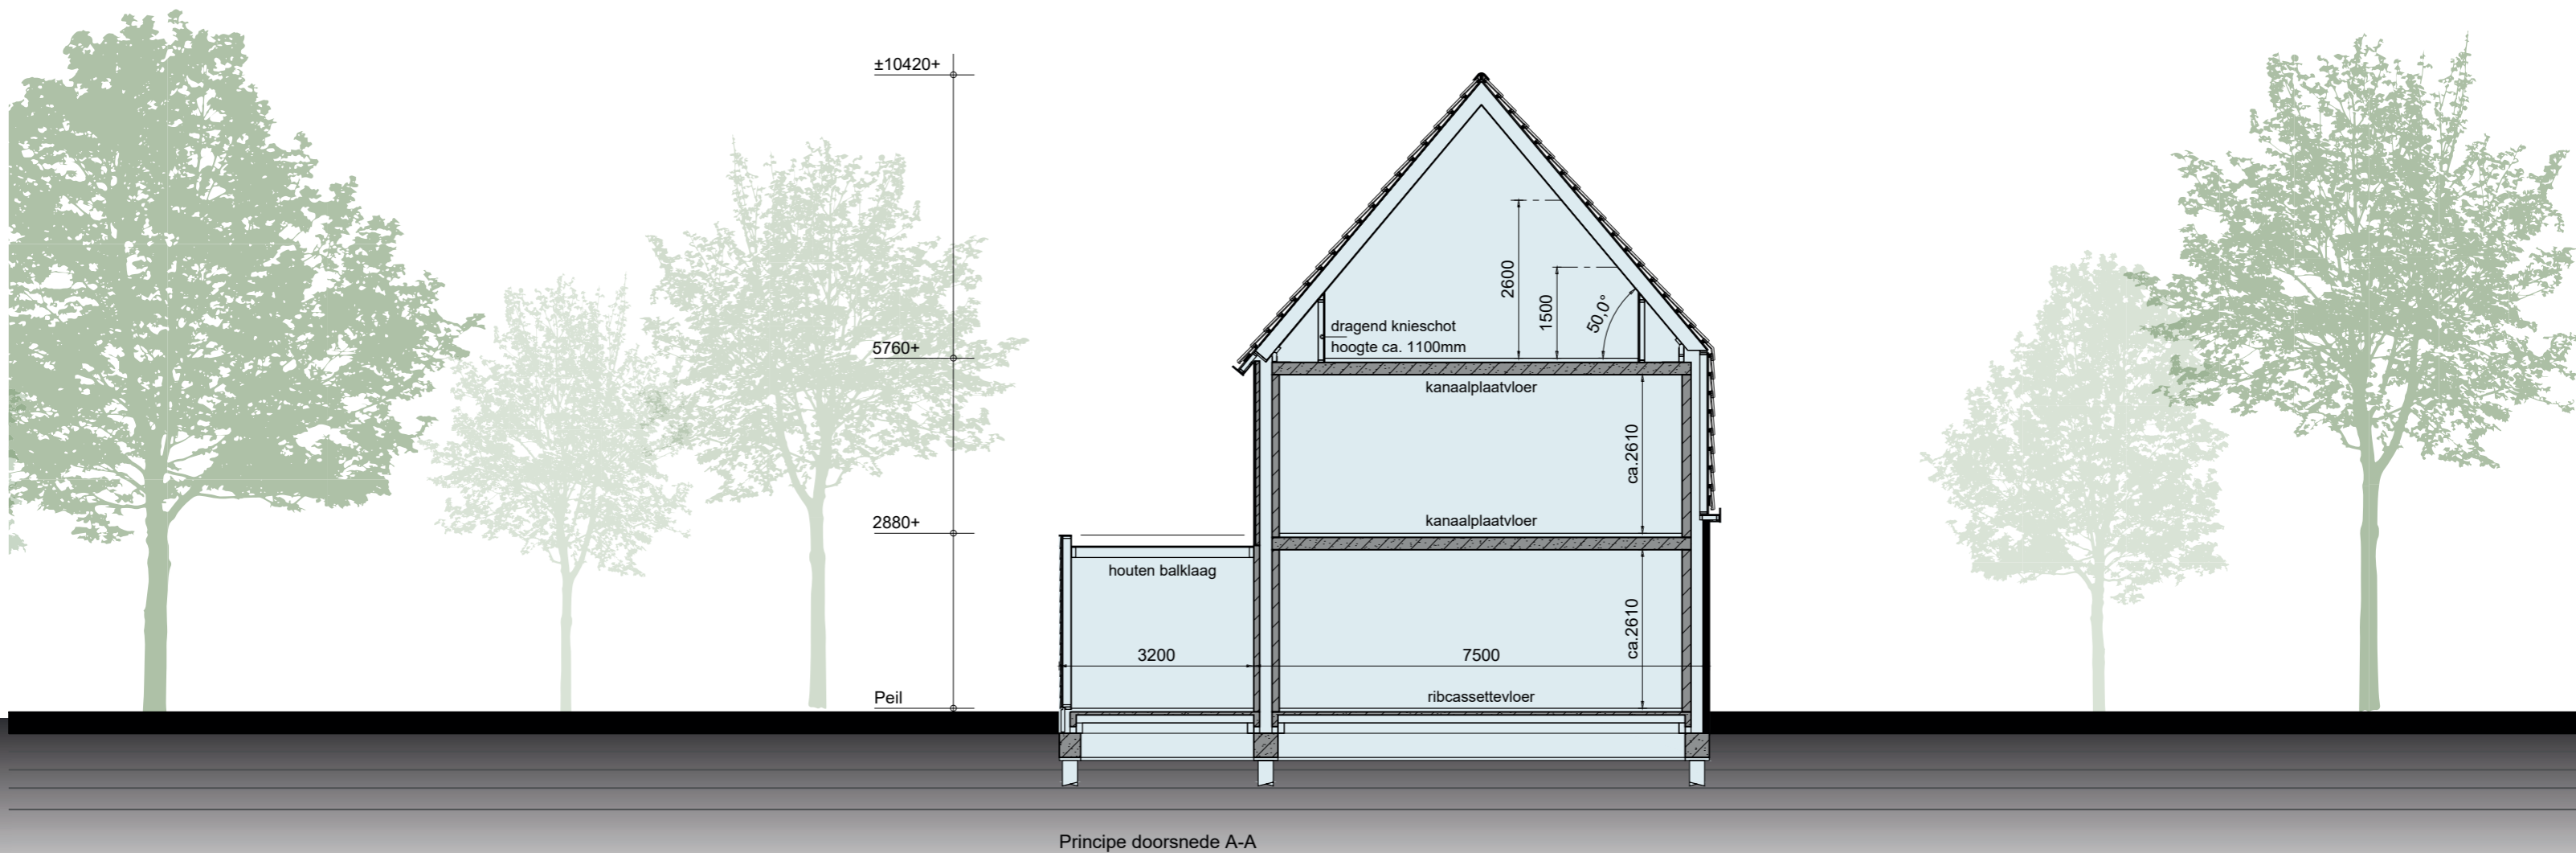 ±10420+
2600
1500
50,0°
dragend knieschot
hoogte ca. 1100mm
5760+
kanaalplaatvloer
ca.2610
kanaalplaatvloer
2880+
houten balklaag
ca.2610
3200
7500
Peil
ribcassettevloer
Principe doorsnede A-A